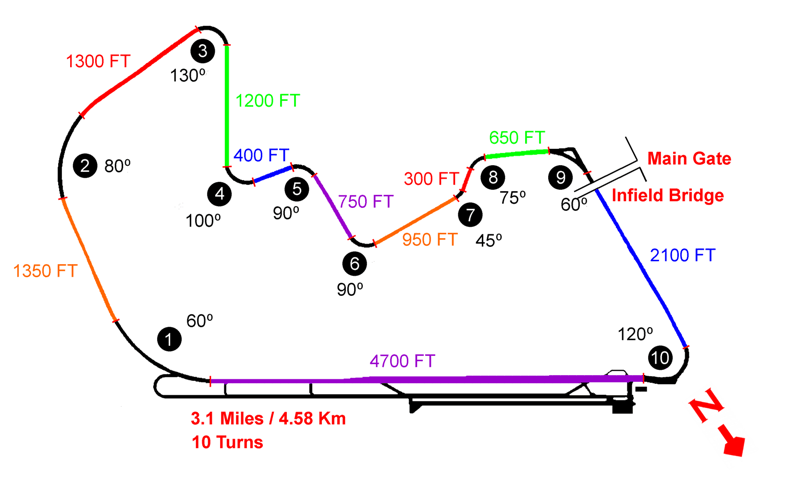 3
1300 FT
130º
1200 FT
2
80º
400 FT
4
100º
5
90º
750 FT
6
90º
950 FT
300 FT
7
45º
650 FT
8
75º
9
60º
Main Gate
Infield Bridge
2100 FT
1350 FT
1
60º
120º
10
4700 FT
3.1 Miles / 4.58 Km
10 Turns
N